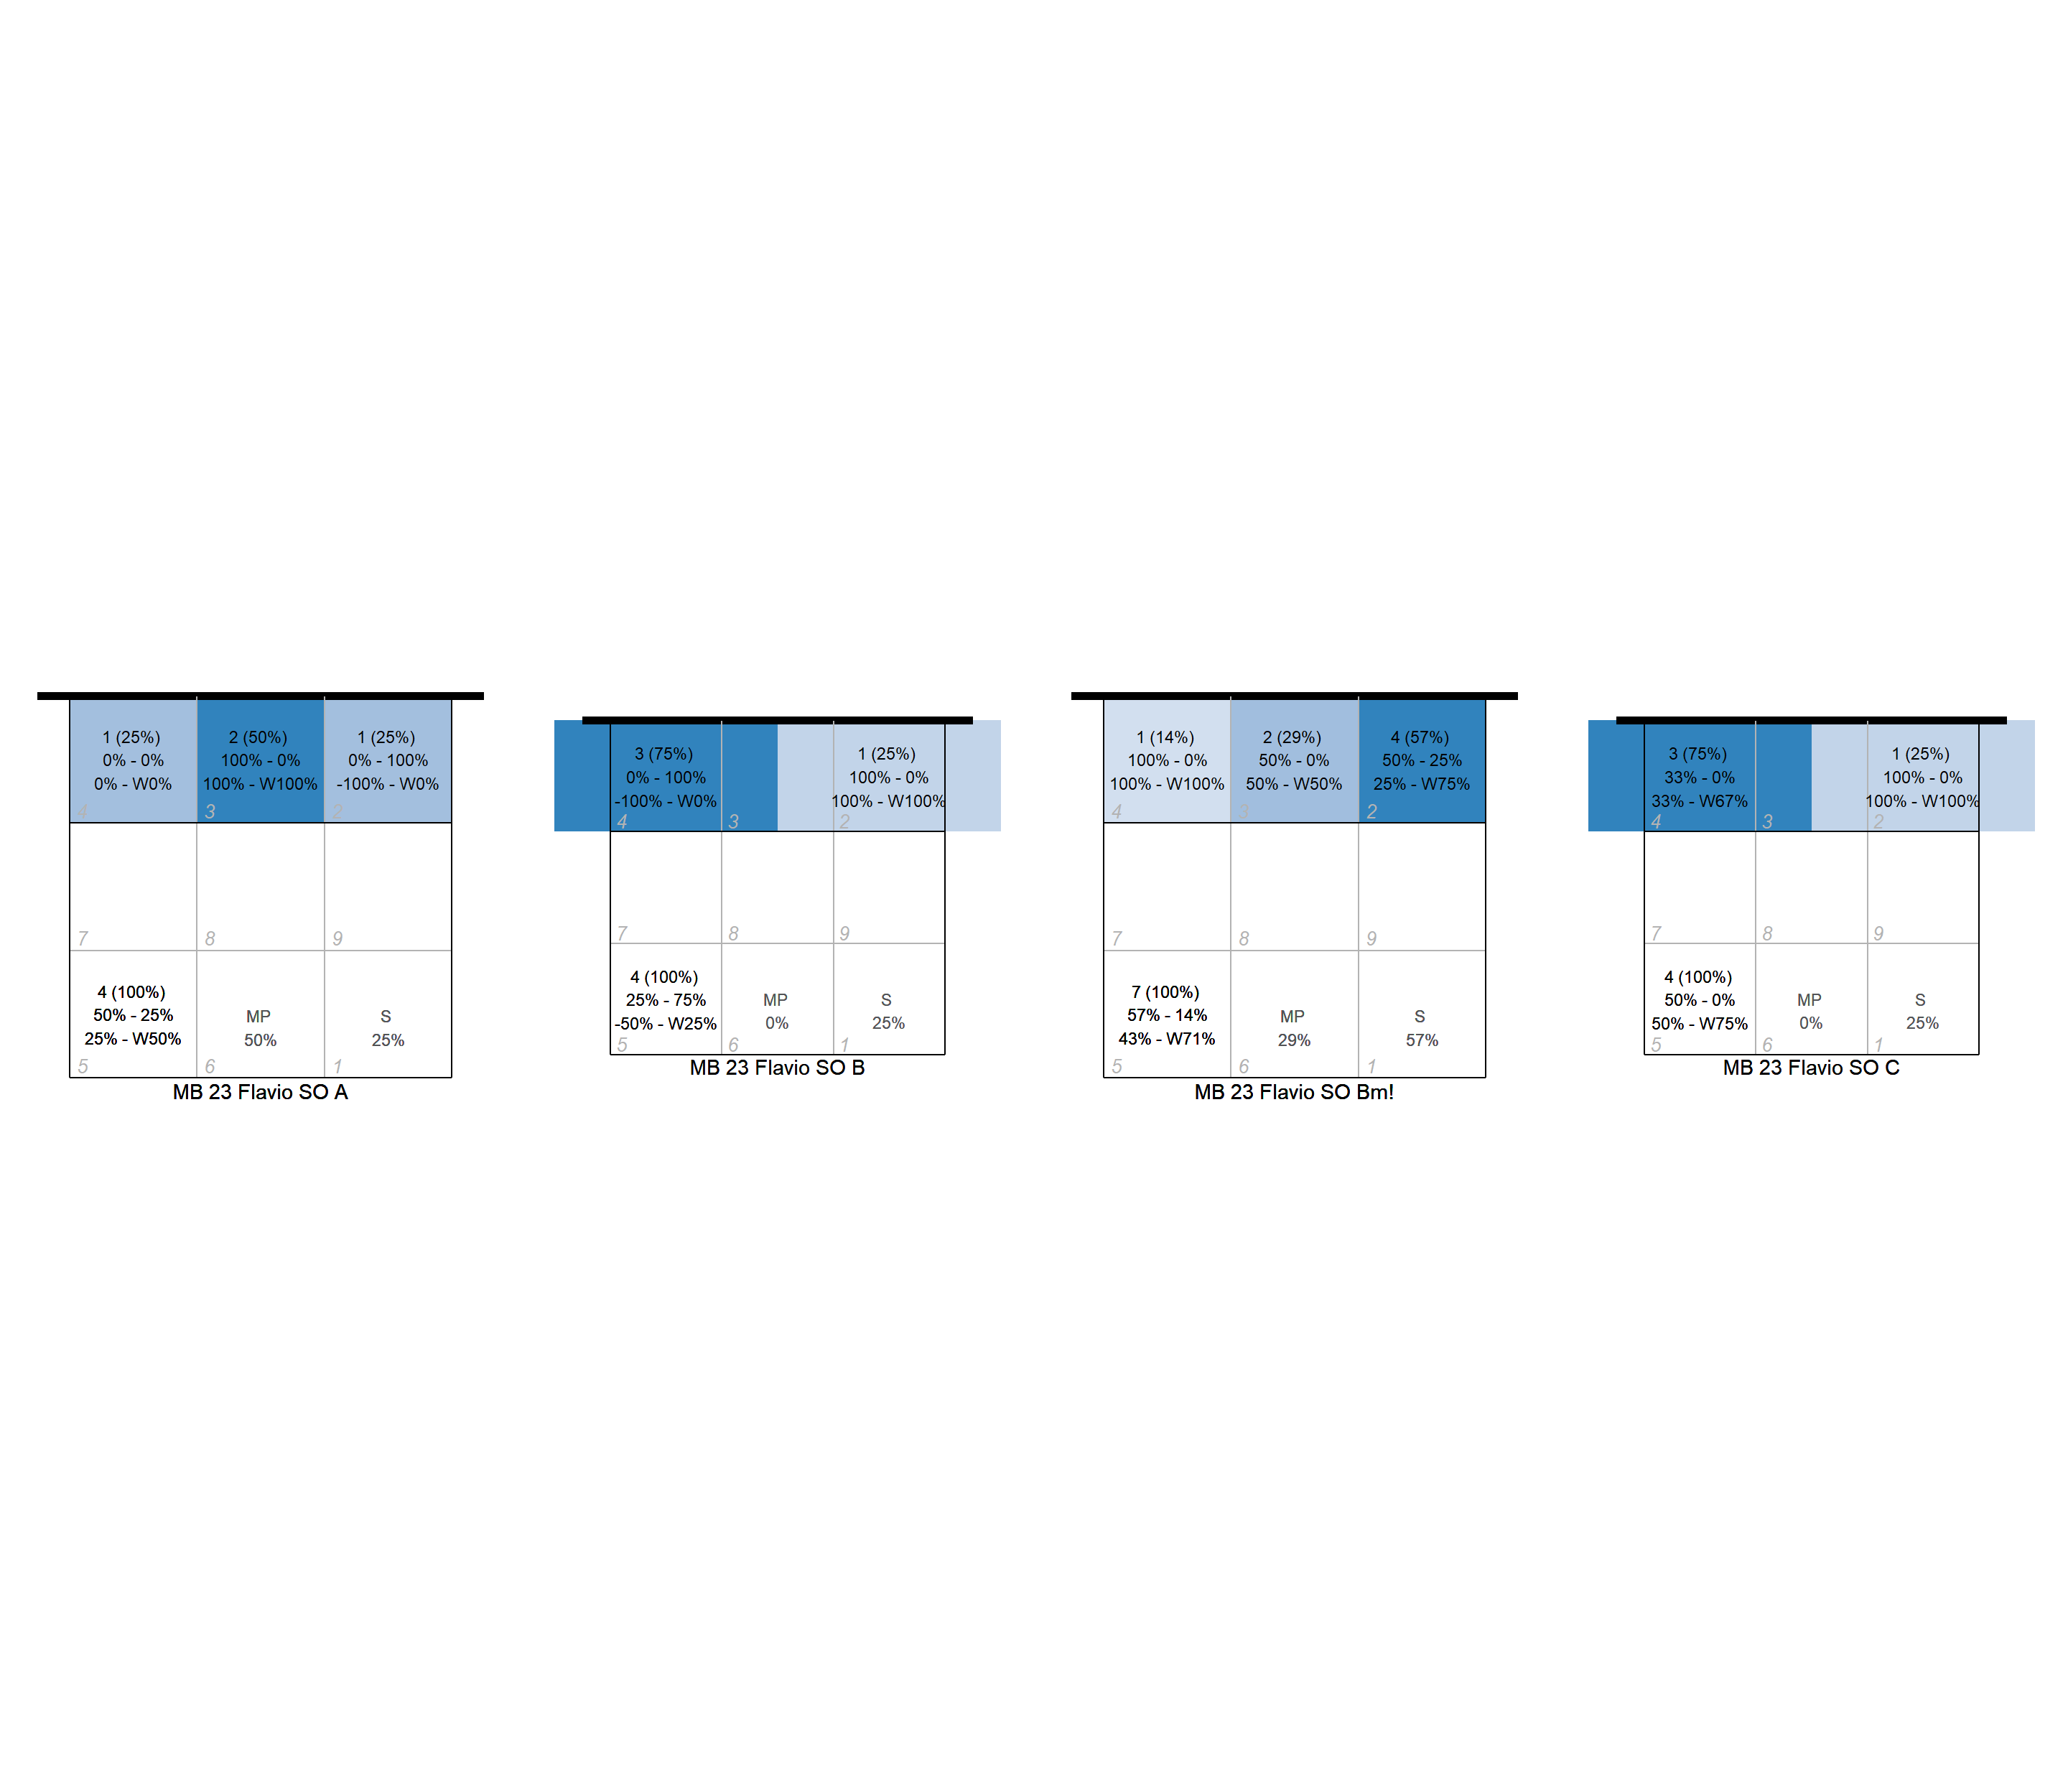 1 (25%)
0% - 0%
0% - W0%
4
2 (50%)
100% - 0%
100% - W100%
3
1 (25%)
0% - 100%
-100% - W0%
2
7
8
9
4 (100%)
50% - 25%
25% - W50%
5
MP
50%
6
S
25%
1
MB 23 Flavio SO A
3 (75%)
0% - 100%
-100% - W0%
4
3
1 (25%)
100% - 0%
100% - W100%
2
7
8
9
4 (100%)
25% - 75%
-50% - W25%
5
MP
0%
6
S
25%
1
MB 23 Flavio SO B
1 (14%)
100% - 0%
100% - W100%
4
2 (29%)
50% - 0%
50% - W50%
3
4 (57%)
50% - 25%
25% - W75%
2
7
8
9
7 (100%)
57% - 14%
43% - W71%
5
MP
29%
6
S
57%
1
MB 23 Flavio SO Bm!
3 (75%)
33% - 0%
33% - W67%
4
3
1 (25%)
100% - 0%
100% - W100%
2
7
8
9
4 (100%)
50% - 0%
50% - W75%
5
MP
0%
6
S
25%
1
MB 23 Flavio SO C